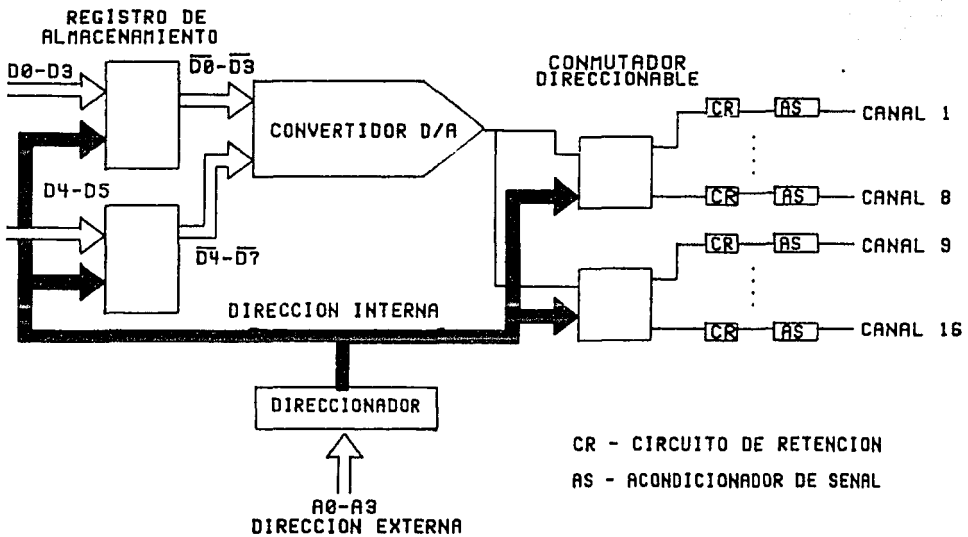 REGISTRO DE
ALMACENAMIENTO
D0-D3
D̅0̅-D̅3̅
CONVERTIDOR D/A
CONMUTADOR
DIRECCIONABLE
CR
AS
CANAL 1
CR
AS
CANAL 8
D4-D5
D̅4̅-D̅7̅
CR
AS
CANAL 9
CR
AS
CANAL 16
DIRECCION INTERNA
DIRECCIONADOR
A0-A3
DIRECCION EXTERNA
CR - CIRCUITO DE RETENCION
AS - ACONDICIONADOR DE SENAL